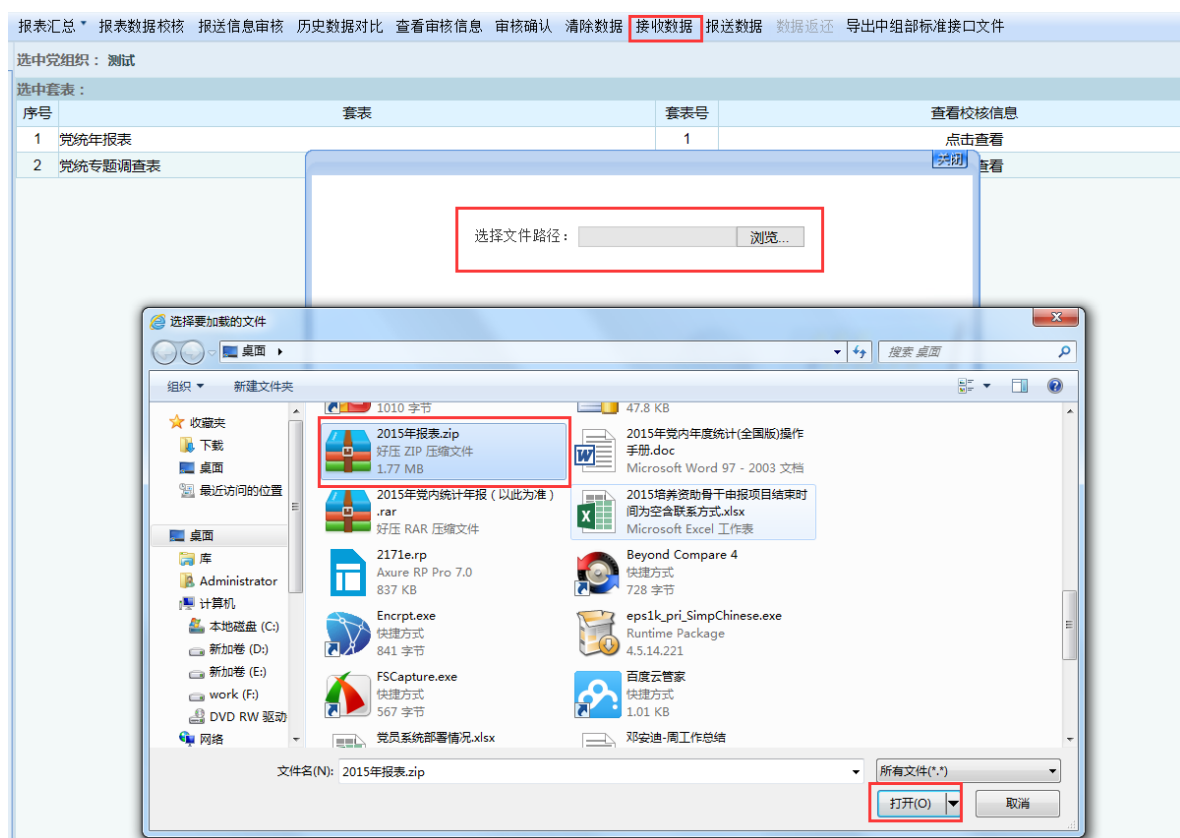 报表汇总 报表数据校核 报送信息审核 历史数据对比 查看审核信息 审核确认 清除数据 接收数据 报送数据 数据返还 导出中组部标准接口文件
选中党组织： 测试
选中套表：
序号 套表 套表号 查看校核信息
1 党统年报表 1 点击查看
2 党统专题调查表 查看
关闭
选择文件路径： 浏览...
选择要加载的文件
桌面
搜索 桌面
组织 新建文件夹
收藏夹
下载
桌面
最近访问的位置
桌面
库
Administrator
计算机
本地磁盘 (C:)
新加卷 (D:)
新加卷 (E:)
work (F:)
DVD RW 驱动
网络
1010 字节
47.8 KB
2015年报表.zip
好压 ZIP 压缩文件
1.77 MB
2015年党内年度统计(全国版)操作
手册.doc
Microsoft Word 97 - 2003 文档
2015年党内统计年报（以此为准）
.rar
好压 RAR 压缩文件
2015培养资助骨干申报项目结束时
间为空含联系方式.xlsx
Microsoft Excel 工作表
2171e.rp
Axure RP Pro 7.0
837 KB
Beyond Compare 4
快捷方式
728 字节
Encrpt.exe
快捷方式
841 字节
eps1k_pri_SimpChinese.exe
Runtime Package
4.5.14.221
FSCapture.exe
快捷方式
567 字节
百度云管家
快捷方式
1.01 KB
党员系统部署情况.xlsx
邓安迪-周工作总结
文件名(N): 2015年报表.zip
所有文件(*.*)
打开(O) 取消